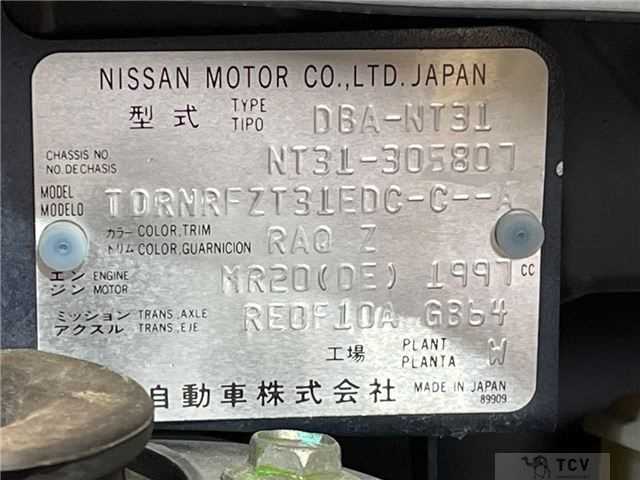 NISSAN MOTOR CO.,LTD. JAPAN
型式 TYPE TIPO DBA-NT31
CHASSIS NO. NO.DE CHASIS NT31-305807
MODEL MODELO TDRNRFZT31EDC-C--A
カラー COLOR,TRIM トリム COLOR,GUARNICION RAQ Z
エンジン ENGINE MOTOR MR20(DE) 1997 CC
ミッション TRANS,AXLE アクスル TRANS,EJE RE0F10A GB64
工場 PLANT PLANTA W
自動車株式会社 MADE IN JAPAN
89909
TCV